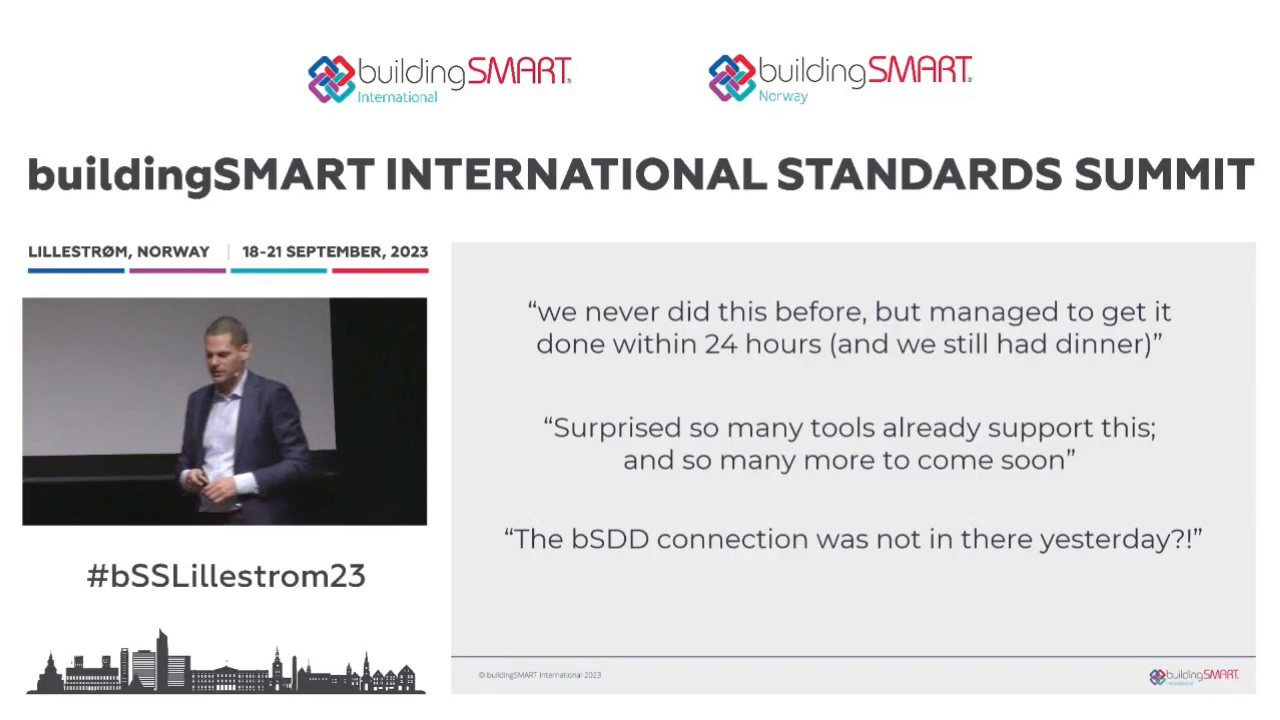 buildingSMART
International
buildingSMART
Norway
buildingSMART INTERNATIONAL STANDARDS SUMMIT
LILLESTRØM, NORWAY | 18-21 SEPTEMBER, 2023
“we never did this before, but managed to get it
done within 24 hours (and we still had dinner)”
“Surprised so many tools already support this;
and so many more to come soon”
“The bSDD connection was not in there yesterday?!”
#bSSLillestrom23
© buildingSMART International 2023
buildingSMART
International